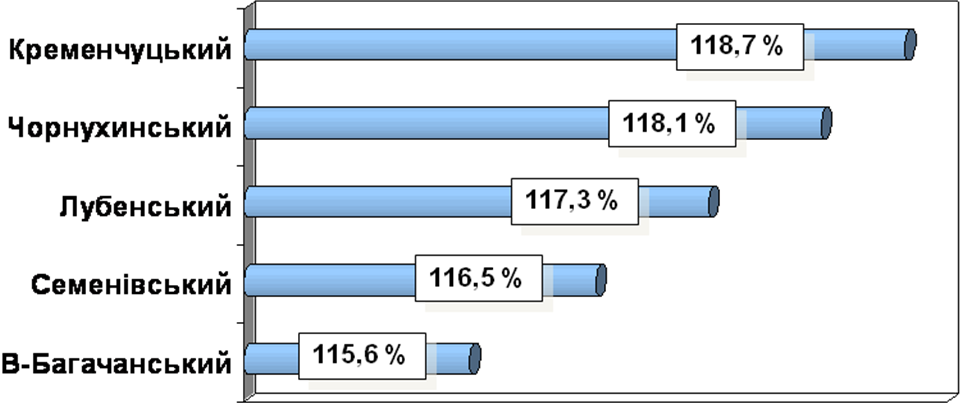 Кременчуцький 118,7 %
Чорнухинський 118,1 %
Лубенський 117,3 %
Семенівський 116,5 %
В-Багачанський 115,6 %